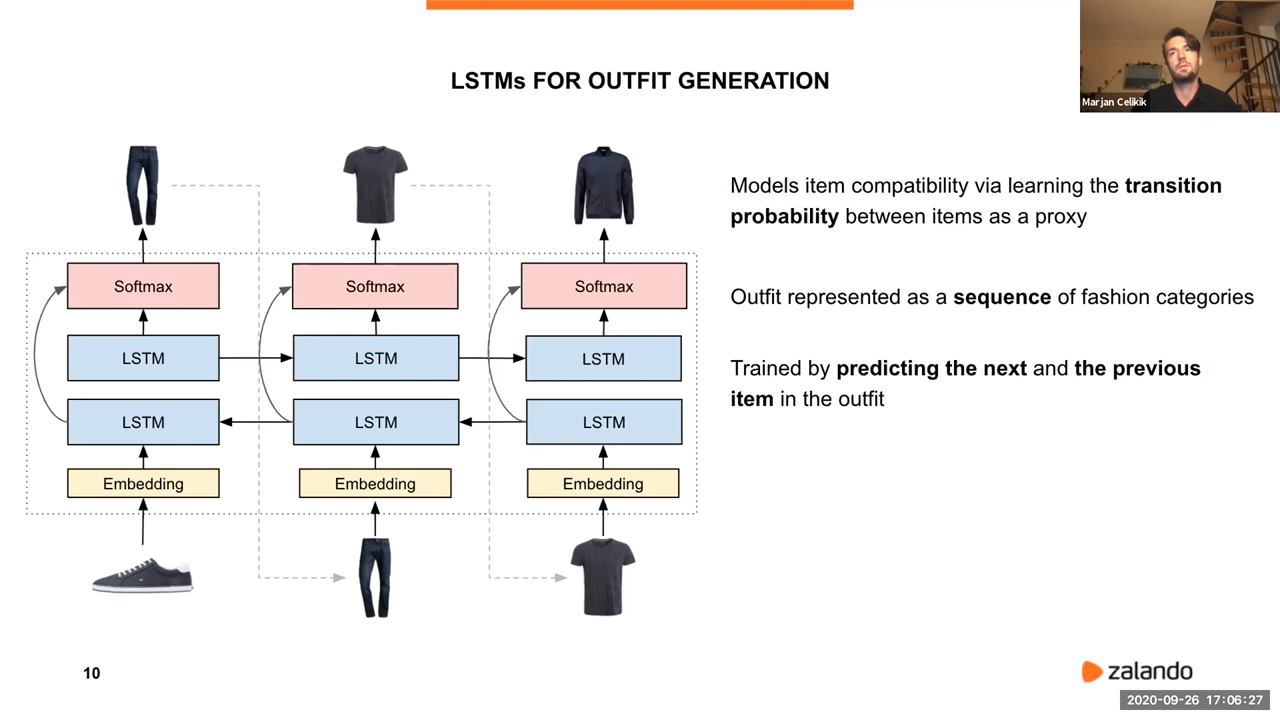 LSTMs FOR OUTFIT GENERATION
Marjan Celikik
Softmax
Softmax
Softmax
LSTM
LSTM
LSTM
LSTM
LSTM
LSTM
Embedding
Embedding
Embedding
Models item compatibility via learning the transition
probability between items as a proxy
Outfit represented as a sequence of fashion categories
Trained by predicting the next and the previous
item in the outfit
10
zalando
2020-09-26 17:06:27